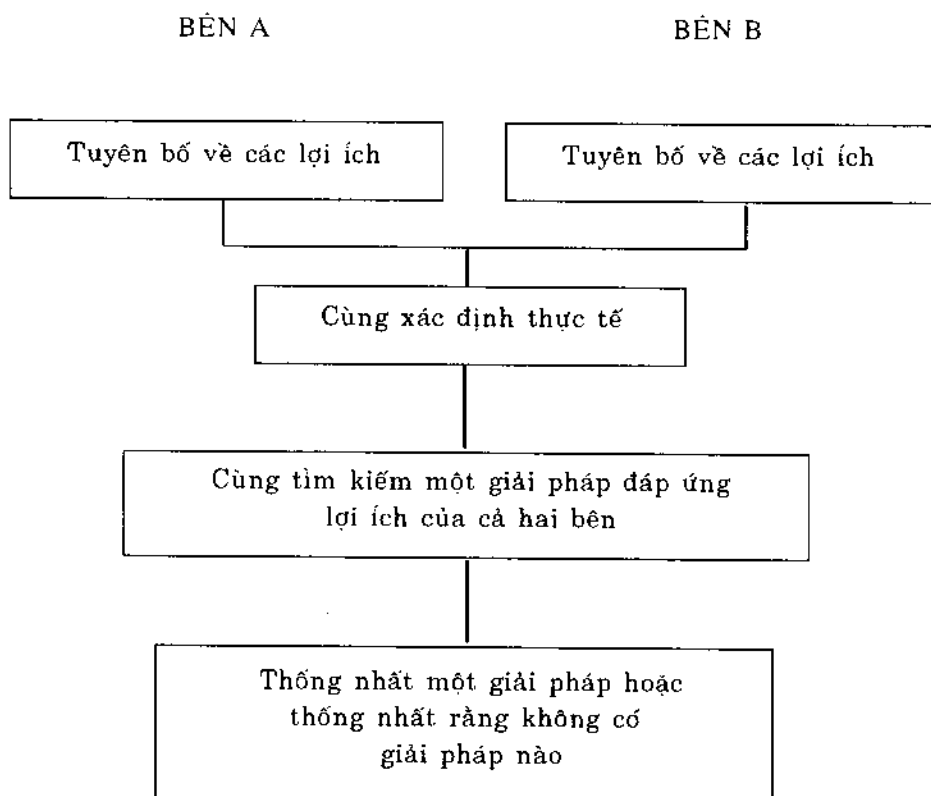 BÊN A
BÊN B
Tuyên bố về các lợi ích
Tuyên bố về các lợi ích
Cùng xác định thực tế
Cùng tìm kiếm một giải pháp đáp ứng
lợi ích của cả hai bên
Thống nhất một giải pháp hoặc
thống nhất rằng không có
giải pháp nào